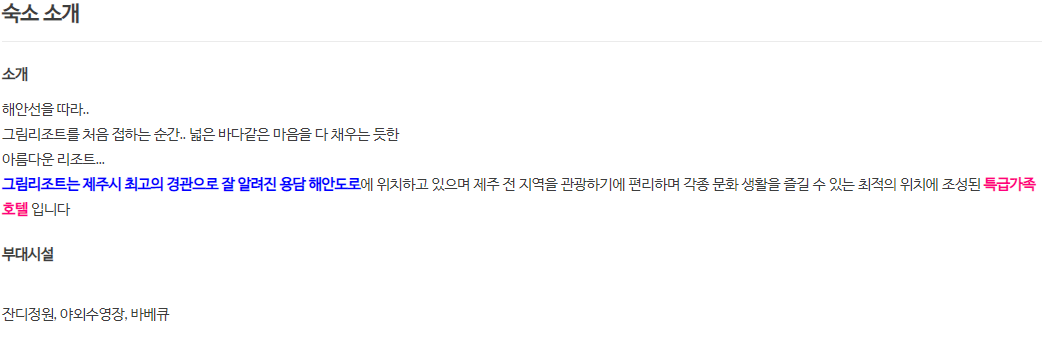 숙소 소개
소개
해안선을 따라..
그림리조트를 처음 접하는 순간.. 넓은 바다같은 마음을 다 채우는 듯한
아름다운 리조트...
그림리조트는 제주시 최고의 경관으로 잘 알려진 용담 해안도로에 위치하고 있으며 제주 전 지역을 관광하기에 편리하며 각종 문화 생활을 즐길 수 있는 최적의 위치에 조성된 특급가족
호텔 입니다
부대시설
잔디정원, 야외수영장, 바베큐